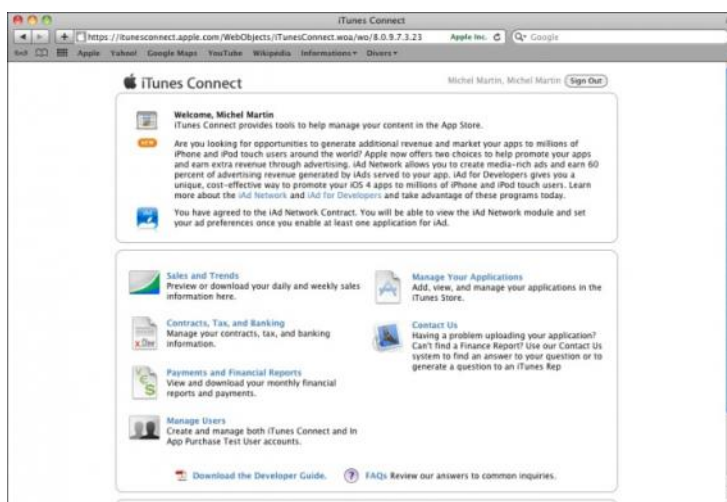 iTunes Connect
https://itunesconnect.apple.com/WebObjects/iTunesConnect.woa/wo/8.0.9.7.3.23
Apple Inc.
Google
Apple Yahoo! Google Maps YouTube Wikipédia Informations Divers
iTunes Connect
Michel Martin, Michel Martin Sign Out
Welcome, Michel Martin
iTunes Connect provides tools to help manage your content in the App Store.
NEW
Are you looking for opportunities to generate additional revenue and market your apps to millions of
iPhone and iPod touch users around the world? Apple now offers two choices to help promote your apps
and earn extra revenue through advertising. iAd Network allows you to create media-rich ads and earn 60
percent of advertising revenue generated by iAds served to your app. iAd for Developers gives you a
unique, cost-effective way to promote your iOS 4 apps to millions of iPhone and iPod touch users. Learn
more about the iAd Network and iAd for Developers and take advantage of these programs today.
iAd
You have agreed to the iAd Network Contract. You will be able to view the iAd Network module and set
your ad preferences once you enable at least one application for iAd.
Sales and Trends
Preview or download your daily and weekly sales
information here.
Contracts, Tax, and Banking
Manage your contracts, tax, and banking
information.
Payments and Financial Reports
View and download your monthly financial
reports and payments.
Manage Users
Create and manage both iTunes Connect and In
App Purchase Test User accounts.
Manage Your Applications
Add, view, and manage your applications in the
iTunes Store.
Contact Us
Having a problem uploading your application?
Can't find a Finance Report? Use our Contact Us
system to find an answer to your question or to
generate a question to an iTunes Rep
Download the Developer Guide.
? FAQs Review our answers to common inquiries.